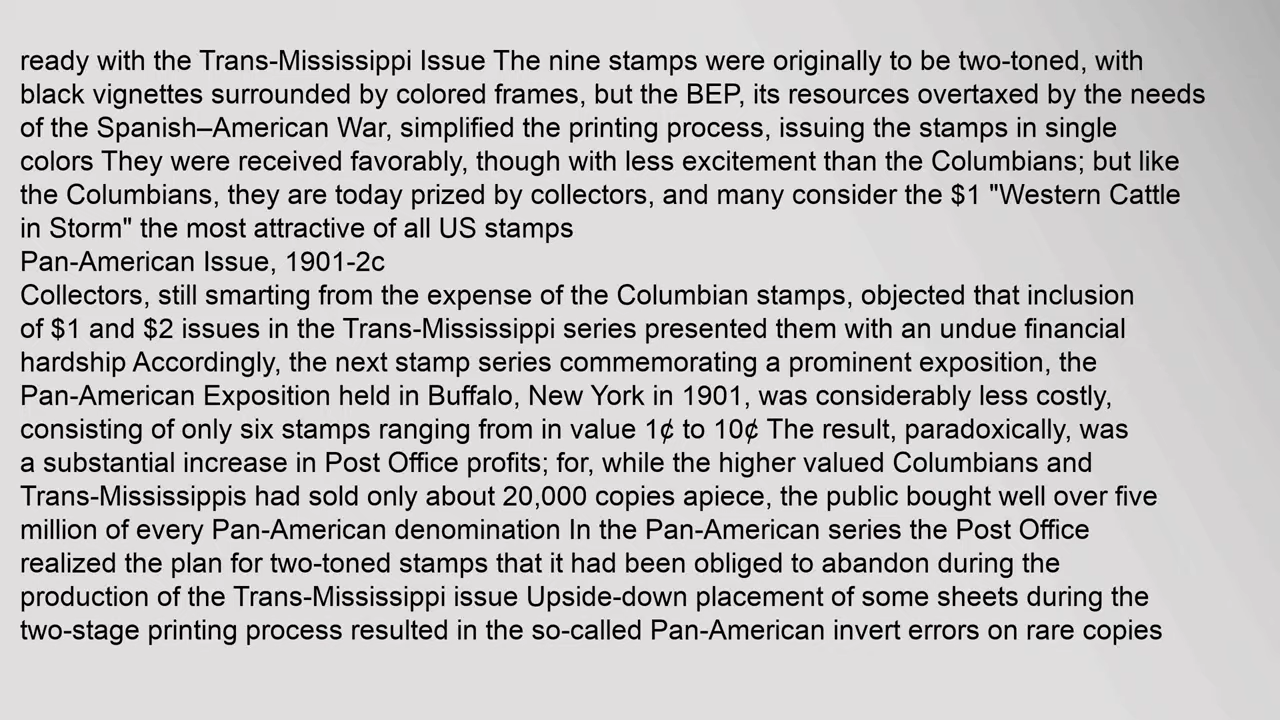 ready with the Trans-Mississippi Issue The nine stamps were originally to be two-toned, with
black vignettes surrounded by colored frames, but the BEP, its resources overtaxed by the needs
of the Spanish–American War, simplified the printing process, issuing the stamps in single
colors They were received favorably, though with less excitement than the Columbians; but like
the Columbians, they are today prized by collectors, and many consider the $1 "Western Cattle
in Storm" the most attractive of all US stamps
Pan-American Issue, 1901-2c
Collectors, still smarting from the expense of the Columbian stamps, objected that inclusion
of $1 and $2 issues in the Trans-Mississippi series presented them with an undue financial
hardship Accordingly, the next stamp series commemorating a prominent exposition, the
Pan-American Exposition held in Buffalo, New York in 1901, was considerably less costly,
consisting of only six stamps ranging from in value 1¢ to 10¢ The result, paradoxically, was
a substantial increase in Post Office profits; for, while the higher valued Columbians and
Trans-Mississippis had sold only about 20,000 copies apiece, the public bought well over five
million of every Pan-American denomination In the Pan-American series the Post Office
realized the plan for two-toned stamps that it had been obliged to abandon during the
production of the Trans-Mississippi issue Upside-down placement of some sheets during the
two-stage printing process resulted in the so-called Pan-American invert errors on rare copies